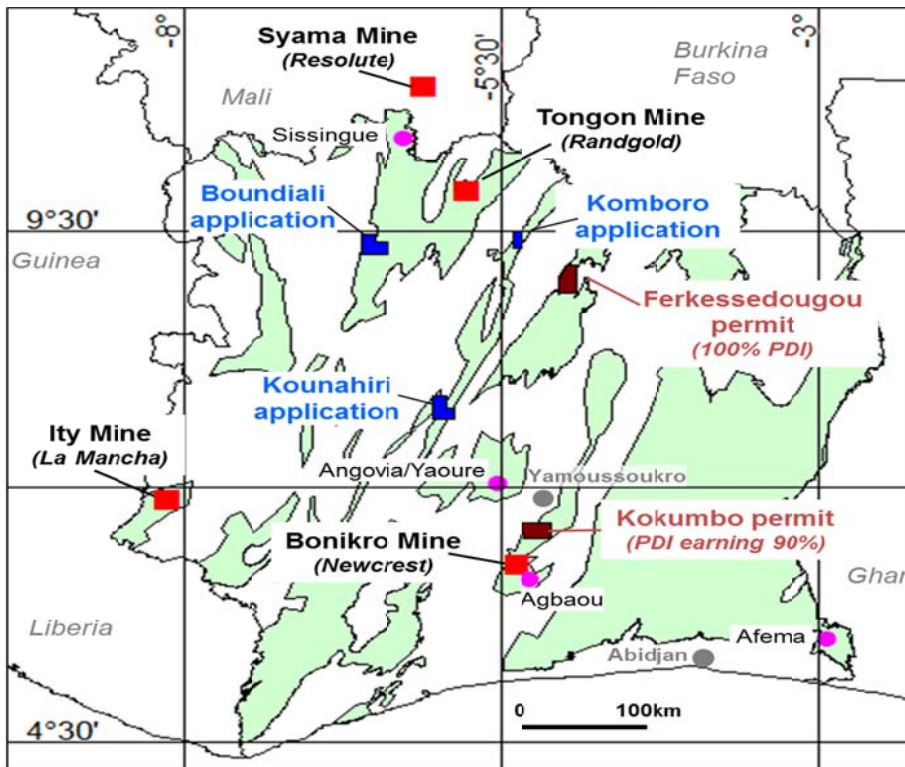 -8°
Syama Mine
(Resolute)
-5°30'
Burkina
Faso
-3°
Mali
Sissingue
Tongon Mine
(Randgold)
Boundiali
application
Komboro
application
9°30'
Guinea
Ferkessedougou
permit
(100% PDI)
Kounahiri
application
Ity Mine
(La Mancha)
Angovia/Yaoure
Yamoussoukro
Kokumbo permit
(PDI earning 90%)
Bonikro Mine
(Newcrest)
Agbaou
Ghar
Liberia
Afema
Abidjan
0 100km
4°30'